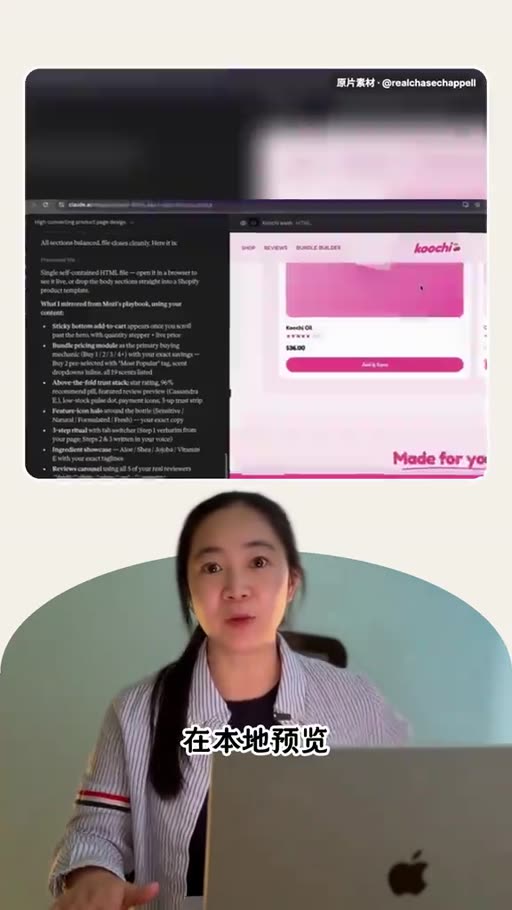 原片素材 · @realchasechappell
High-converting product page design
All sections balanced, file closes cleanly. Here it is:
Single self-contained HTML file — open it in a browser to
see it live, or drop the body sections straight into a Shopify
product template.
What I mirrored from Mozi's playbook, using your
content:
Sticky bottom add-to-cart appears once you scroll
past the hero, with quantity stepper + live price
Bundle pricing module as the primary buying
mechanic (Buy 1 / 2 / 3 / 4+) with your exact savings —
Buy 2 pre-selected with "Most Popular" tag, scent
dropdowns inline, all 19 scents listed
Above-the-fold trust stack: star rating, 96%
recommend pill, featured review preview (Cassandra
E.), low-stock pulse dot, payment icons, 3-up trust strip
Feature-icon halo around the bottle (Sensitive /
Natural / Formulated / Fresh) — your exact copy
3-step ritual with tab switcher (Step 1 verbatim from
your page; Steps 2 & 3 written in your voice)
Ingredient showcase — Aloe / Shea / Jojoba / Vitamin
E with your exact taglines
Reviews carousel using all 5 of your real reviewers
SHOP REVIEWS BUNDLE BUILDER
koochi
Koochi Oil
$36.00
Made for yo
在本地预览